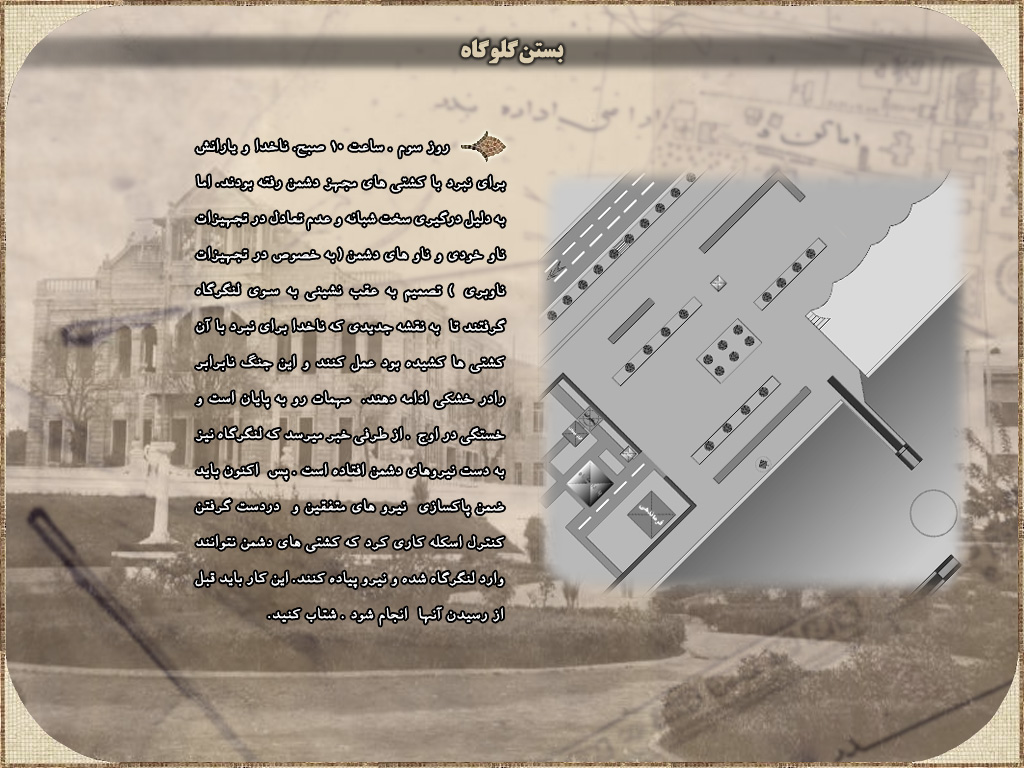 بستن گلوگاه
روز سوم . ساعت ۱۰ صبح. ناخدا و یارانش
برای نبرد با کشتی های مجهز دشمن رفته بودند. اما
به دلیل درگیری سخت شبانه و عدم تعادل در تجهیزات
ناو خودی و ناو های دشمن (به خصوص در تجهیزات
ناوبری ) تصمیم به عقب نشینی به سوی لنگرگاه
گرفتند تا به نقشه جدیدی که ناخدا برای نبرد با آن
کشتی ها کشیده بود عمل کنند و این جنگ نابرابر
رادر خشکی ادامه دهند. مهمات رو به پایان است و
خستگی در اوج . از طرفی خبر میرسد که لنگرگاه نیز
به دست نیروهای دشمن افتاده است . پس اکنون باید
ضمن پاکسازی نیرو های متفقین و دردست گرفتن
کنترل اسکله کاری کرد که کشتی های دشمن نتوانند
وارد لنگرگاه شده و نیرو پیاده کنند. این کار باید قبل
از رسیدن آنها انجام شود . شتاب کنید.
اراضی اداره بندر
اماکن و
فرماندهی